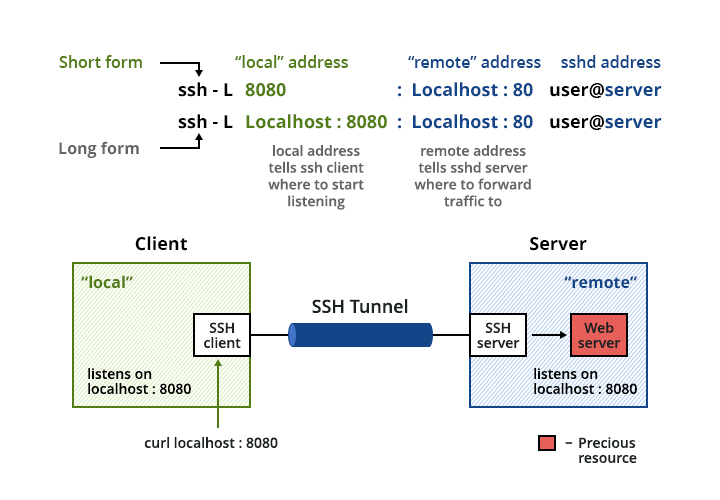 Short form
“local” address
“remote” address
sshd address
ssh - L 8080 : Localhost : 80 user@server
ssh - L Localhost : 8080 : Localhost : 80 user@server
Long form
local address
tells ssh client
where to start
listening
remote address
tells sshd server
where to forward
traffic to
Client
Server
“local”
“remote”
SSH Tunnel
SSH
client
SSH
server
Web
server
listens on
localhost : 8080
listens on
localhost : 8080
curl localhost : 8080
– Precious
resource